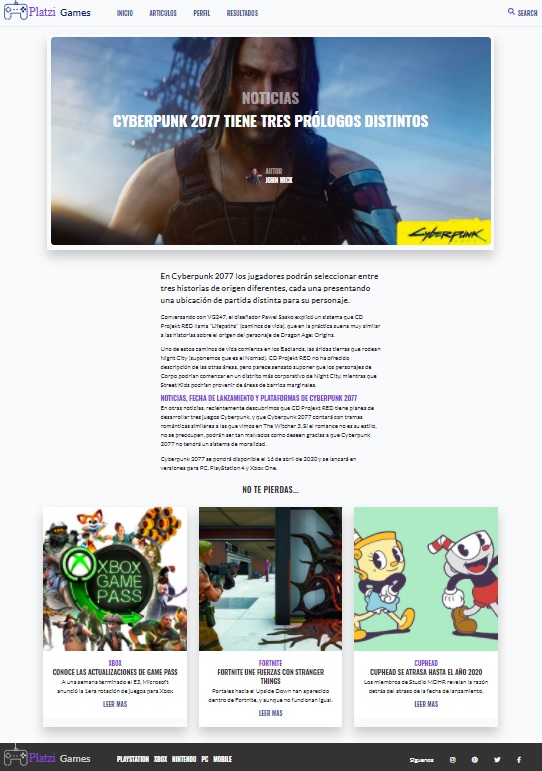 Platzi Games
INICIO ARTICULOS PERFIL RESULTADOS
SEARCH
NOTICIAS
CYBERPUNK 2077 TIENE TRES PRÓLOGOS DISTINTOS
AUTOR
JOHN WICK
CYBERPUNK
En Cyberpunk 2077 los jugadores podrán seleccionar entre
tres historias de origen diferentes, cada una presentando
una ubicación de partida distinta para su personaje.
Conversando con VG247, el diseñador Pawel Sasko explicó un sistema que CD
Projekt RED llama "Lifepaths" (caminos de vida), que en la práctica suena muy similar
a las historias sobre el origen del personaje de Dragon Age: Origins.
Uno de estos caminos de vida comienza en los Badlands, las áridas tierras que rodean
Night City (suponemos que es el Nomad). CD Projekt RED no ha ofrecido
descripción de las otras áreas, pero parece sensato suponer que los personajes de
Corpo podrían comenzar en un distrito más corporativo de Night City, mientras que
Street Kids podrían provenir de áreas de barrios marginales.
NOTICIAS, FECHA DE LANZAMIENTO Y PLATAFORMAS DE CYBERPUNK 2077
En otras noticias, recientemente descubrimos que CD Projekt RED tiene planes de
desarrollar tres juegos Cyberpunk, y que Cyberpunk 2077 contará con tramas
románticas similares a las que vimos en The Witcher 3. Si el romance no es su estilo,
no se preocupen, podrán ser tan malvados como deseen gracias a que Cyberpunk
2077 no tendrá un sistema de moralidad.
Cyberpunk 2077 se pondrá disponible el 16 de abril de 2020 y se lanzará en
versiones para PC, PlayStation 4 y Xbox One.
NO TE PIERDAS...
XBOX
GAME
PASS
XBOX
CONOCE LAS ACTUALIZACIONES DE GAME PASS
A una semana terminado el E3, Microsoft
anunció la 1era rotación de juegos para Xbox
LEER MAS
FORTNITE
FORTNITE UNE FUERZAS CON STRANGER
THINGS
Portales hacia el Upside Down han aparecido
dentro de Fortnite, y aunque no funcionan igual.
LEER MAS
CUPHEAD
CUPHEAD SE ATRASA HASTA EL AÑO 2020
Los miembros de Studio MDHR revelan la razón
detrás del atraso de la fecha de lanzamiento.
LEER MAS
Platzi Games
PLAYSTATION XBOX NINTENDO PC MOBILE
Síguenos